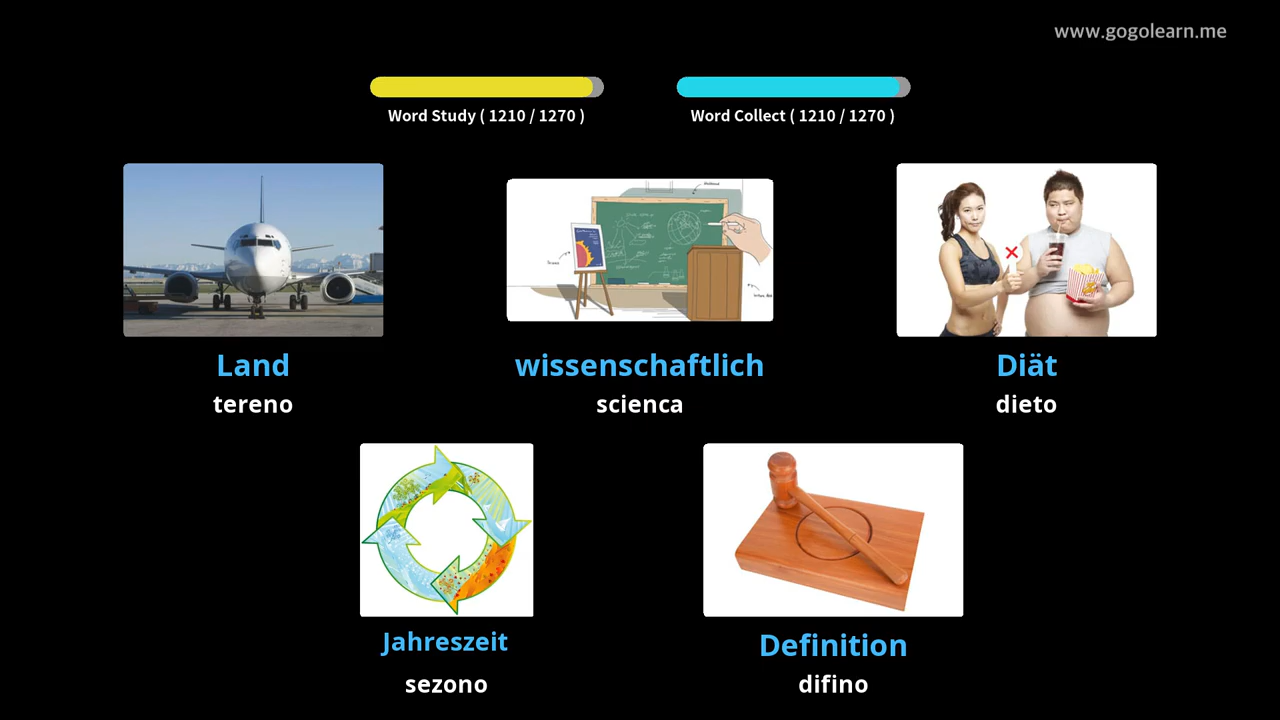 www.gogolearn.me
Word Study ( 1210 / 1270 )
Word Collect ( 1210 / 1270 )
Land
wissenschaftlich
Diät
tereno
scienca
dieto
Jahreszeit
Definition
sezono
difino